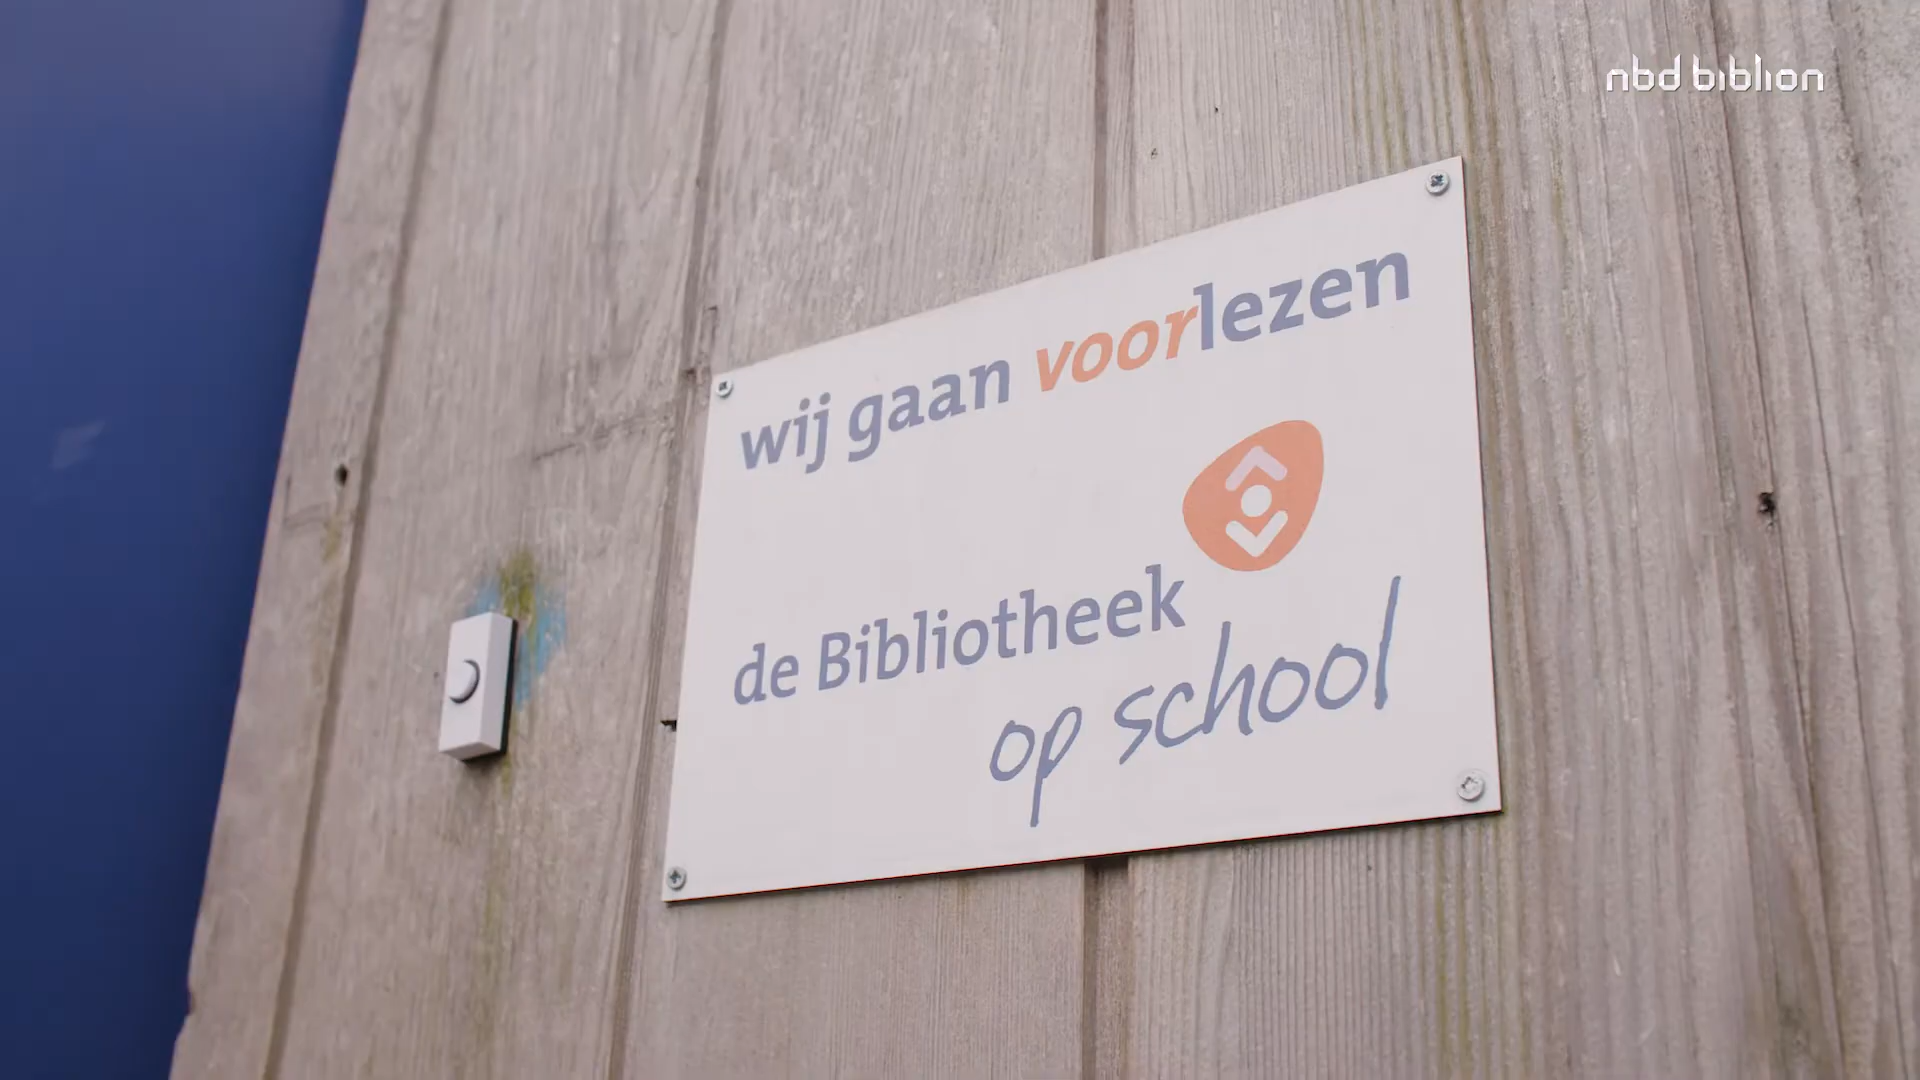 nbd biblion
wij gaan voorlezen
de Bibliotheek
op school